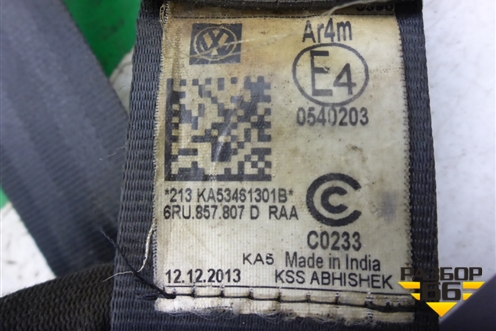 Ar4m
E4
0540203
*213 KA53461301B*
6RU.857.807 D RAA
C0233
KA5 Made in India
12.12.2013 KSS ABHISHEK
РАЗБОР